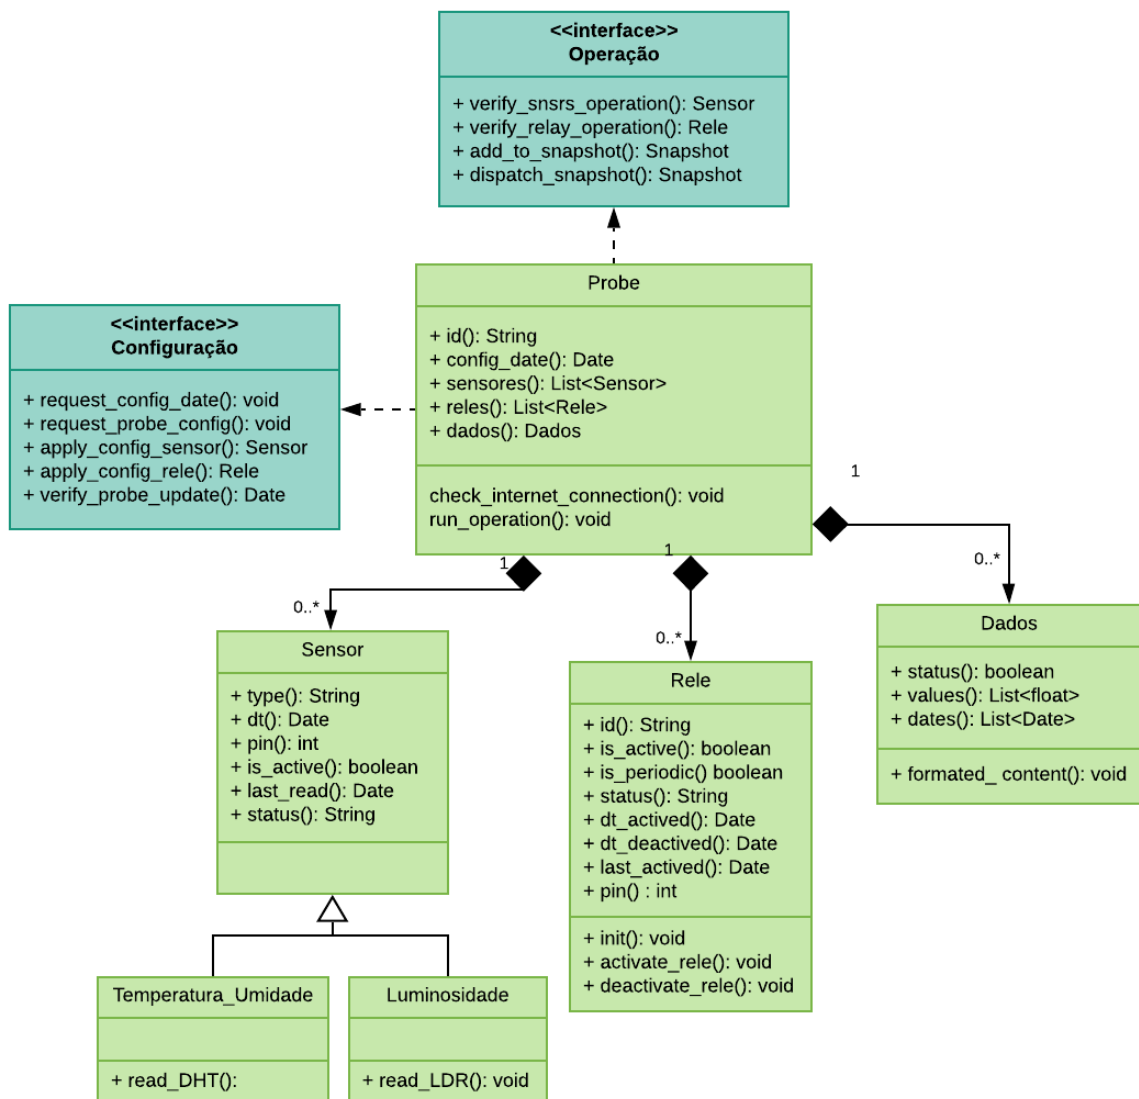 <<interface>>
Operação
+ verify_snsrs_operation(): Sensor
+ verify_relay_operation(): Rele
+ add_to_snapshot(): Snapshot
+ dispatch_snapshot(): Snapshot
Probe
+ id(): String
+ config_date(): Date
+ sensores(): List<Sensor>
+ reles(): List<Rele>
+ dados(): Dados
check_internet_connection(): void
run_operation(): void
<<interface>>
Configuração
+ request_config_date(): void
+ request_probe_config(): void
+ apply_config_sensor(): Sensor
+ apply_config_rele(): Rele
+ verify_probe_update(): Date
1
0..*
1
0..*
1
0..*
Sensor
+ type(): String
+ dt(): Date
+ pin(): int
+ is_active(): boolean
+ last_read(): Date
+ status(): String
Rele
+ id(): String
+ is_active(): boolean
+ is_periodic() boolean
+ status(): String
+ dt_actived(): Date
+ dt_deactived(): Date
+ last_actived(): Date
+ pin() : int
+ init(): void
+ activate_rele(): void
+ deactivate_rele(): void
Dados
+ status(): boolean
+ values(): List<float>
+ dates(): List<Date>
+ formated_ content(): void
Temperatura_Umidade
+ read_DHT():
Luminosidade
+ read_LDR(): void